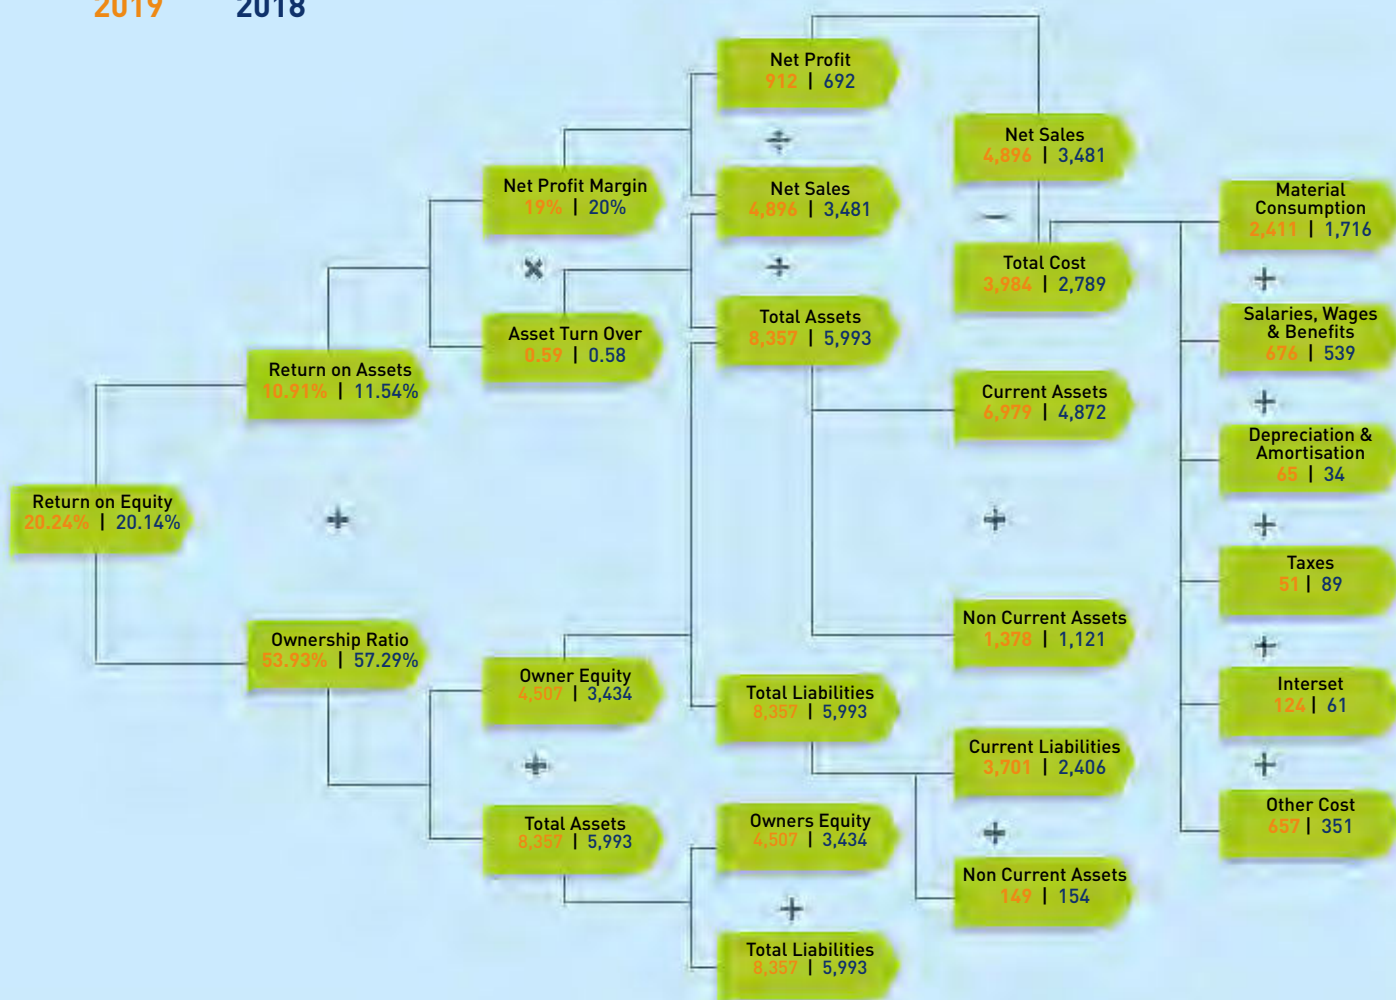 2019 2018
Net Profit
912 | 692
÷
Net Sales
4,896 | 3,481
÷
Total Assets
8,357 | 5,993
Net Sales
4,896 | 3,481
−
Total Cost
3,984 | 2,789
Material
Consumption
2,411 | 1,716
+
Salaries, Wages
& Benefits
676 | 539
+
Depreciation &
Amortisation
65 | 34
+
Taxes
51 | 89
+
Interset
124 | 61
+
Other Cost
657 | 351
Net Profit Margin
19% | 20%
×
Asset Turn Over
0.59 | 0.58
Return on Assets
10.91% | 11.54%
Current Assets
6,979 | 4,872
+
Non Current Assets
1,378 | 1,121
Return on Equity
20.24% | 20.14%
÷
Ownership Ratio
53.93% | 57.29%
Owner Equity
4,507 | 3,434
÷
Total Assets
8,357 | 5,993
Total Liabilities
8,357 | 5,993
Current Liabilities
3,701 | 2,406
+
Non Current Assets
149 | 154
Owners Equity
4,507 | 3,434
+
Total Liabilities
8,357 | 5,993